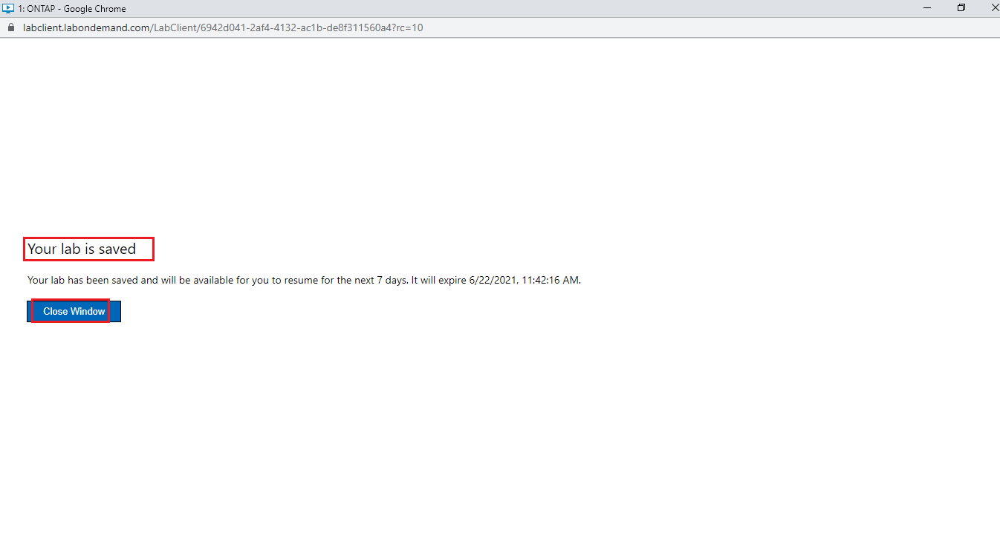 1: ONTAP - Google Chrome
labclient.labondemand.com/LabClient/6942d041-2af4-4132-ac1b-de8f311560a4?rc=10
Your lab is saved
Your lab has been saved and will be available for you to resume for the next 7 days. It will expire 6/22/2021, 11:42:16 AM.
Close Window